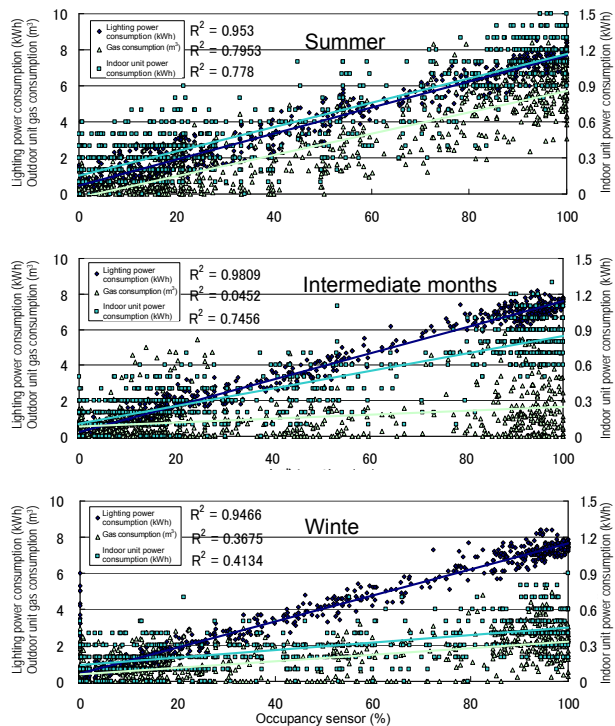 Lighting power consumption (kWh)
Outdoor unit gas consumption (m³)
Indoor unit power consumption (kWh)
10
8
6
4
2
0
1.5
1.2
0.9
0.6
0.3
0
Lighting power
consumption (kWh)
Gas consumption (m³)
Indoor unit power
consumption (kWh)
R² = 0.953
R² = 0.7953
R² = 0.778
Summer
0 20 40 60 80 100
Lighting power consumption (kWh)
Outdoor unit gas consumption (m³)
Indoor unit power consumption (kWh)
10
8
6
4
2
0
1.5
1.2
0.9
0.6
0.3
0
Lighting power
consumption (kWh)
Gas consumption (m³)
Indoor unit power
consumption (kWh)
R² = 0.9809
R² = 0.0452
R² = 0.7456
Intermediate months
0 20 40 60 80 100
Lighting power consumption (kWh)
Outdoor unit gas consumption (m³)
Indoor unit power consumption (kWh)
10
8
6
4
2
0
1.5
1.2
0.9
0.6
0.3
0
Lighting power
consumption (kWh)
Gas consumption (m³)
Indoor unit power
consumption (kWh)
R² = 0.9466
R² = 0.3675
R² = 0.4134
Winte
0 20 40 60 80 100
Occupancy sensor (%)